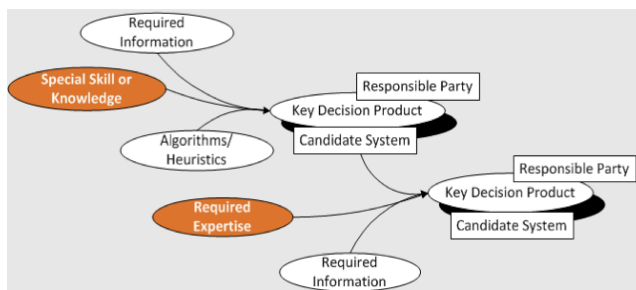 Required
Information
Special Skill or
Knowledge
Responsible Party
Key Decision Product
Algorithms/
Heuristics
Candidate System
Responsible Party
Key Decision Product
Required
Expertise
Candidate System
Required
Information